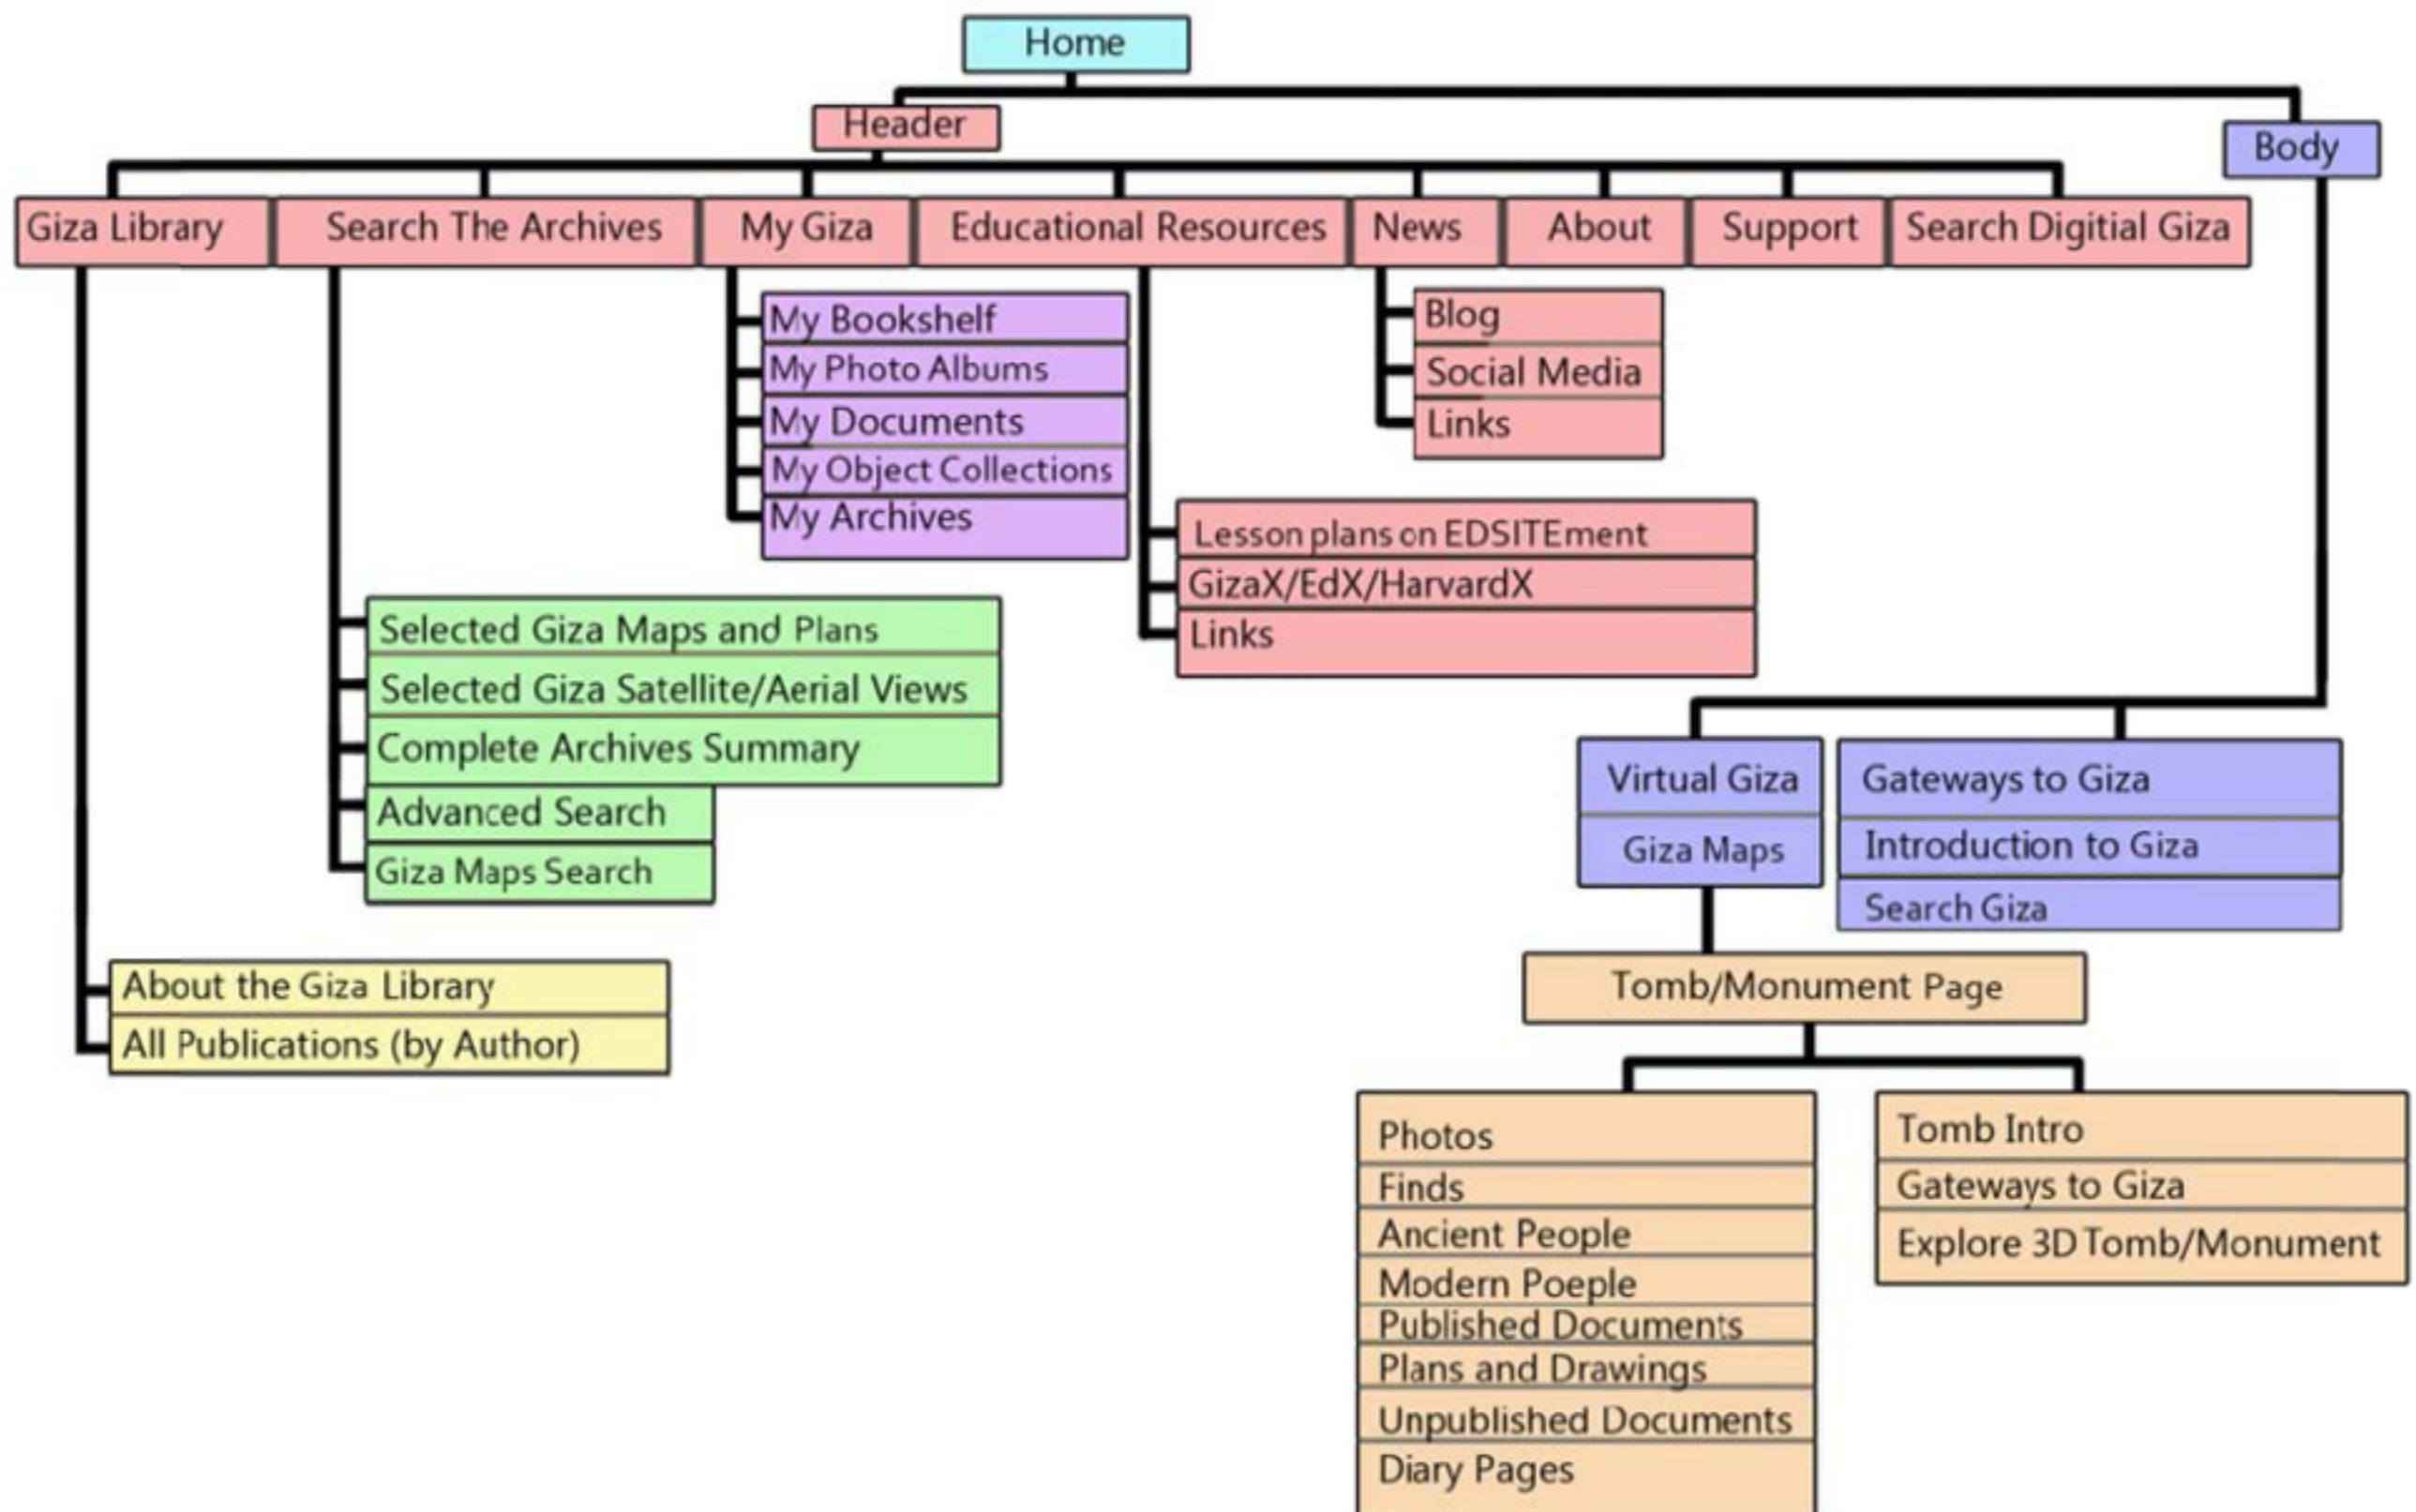 Home
Header
Body
Giza Library
Search The Archives
My Giza
Educational Resources
News
About
Support
Search Digitial Giza
My Bookshelf
My Photo Albums
My Documents
My Object Collections
My Archives
Blog
Social Media
Links
Lesson plans on EDSITEment
GizaX/EdX/HarvardX
Links
Selected Giza Maps and Plans
Selected Giza Satellite/Aerial Views
Complete Archives Summary
Advanced Search
Giza Maps Search
About the Giza Library
All Publications (by Author)
Virtual Giza
Giza Maps
Gateways to Giza
Introduction to Giza
Search Giza
Tomb/Monument Page
Photos
Finds
Ancient People
Modern Poeple
Published Documents
Plans and Drawings
Unpublished Documents
Diary Pages
Tomb Intro
Gateways to Giza
Explore 3D Tomb/Monument